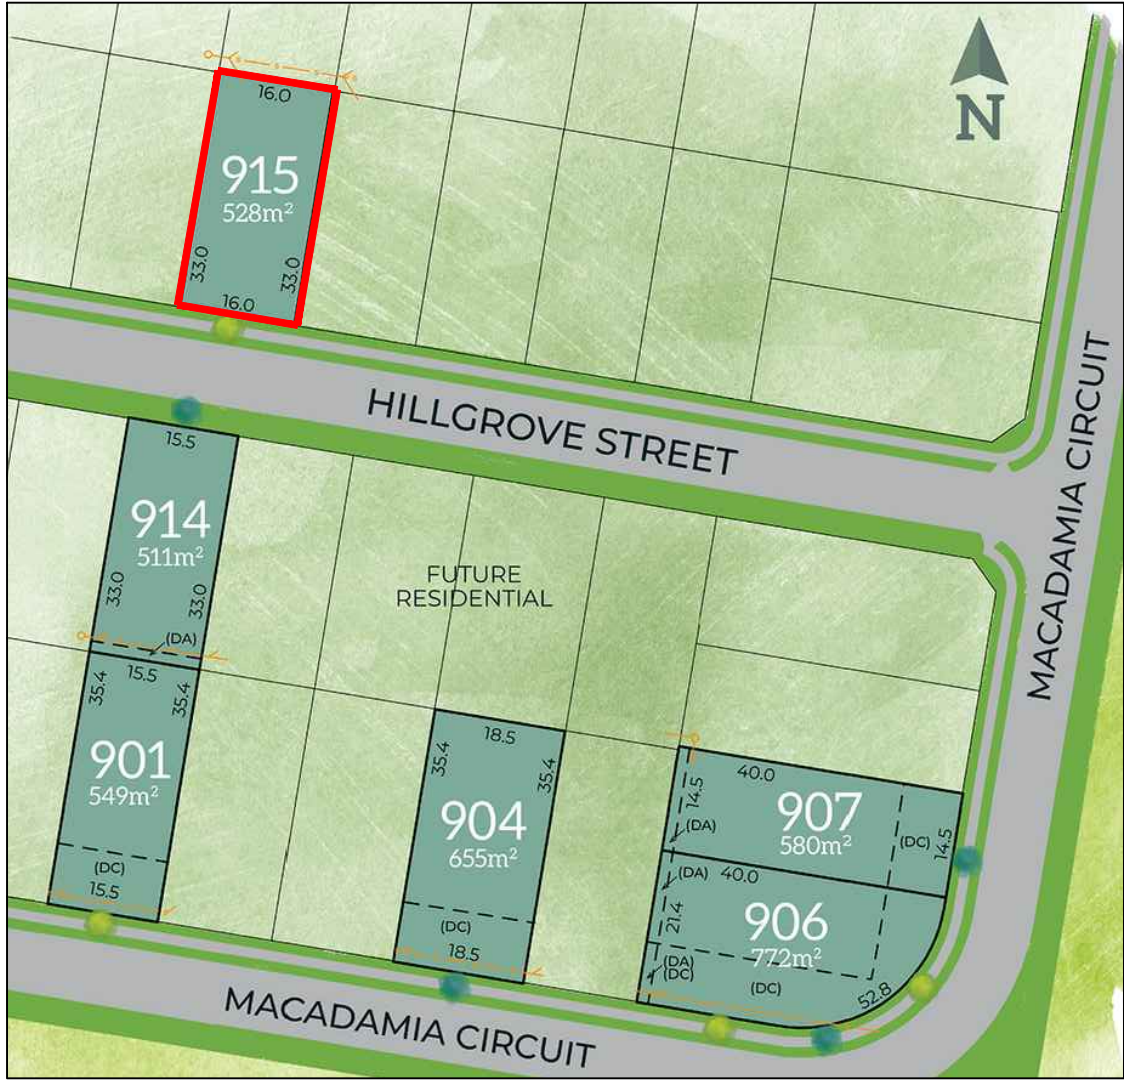 N
16.0
915
528m²
33.0
33.0
16.0
HILLGROVE STREET
MACADAMIA CIRCUIT
15.5
914
511m²
33.0
33.0
(DA)
FUTURE
RESIDENTIAL
15.5
35.4
35.4
901
549m²
(DC)
15.5
18.5
35.4
35.4
904
655m²
(DC)
18.5
40.0
14.5
907
580m²
(DA)
(DC)
14.5
(DA)
40.0
21.4
906
772m²
(DA)
(DC)
(DC)
52.8
MACADAMIA CIRCUIT